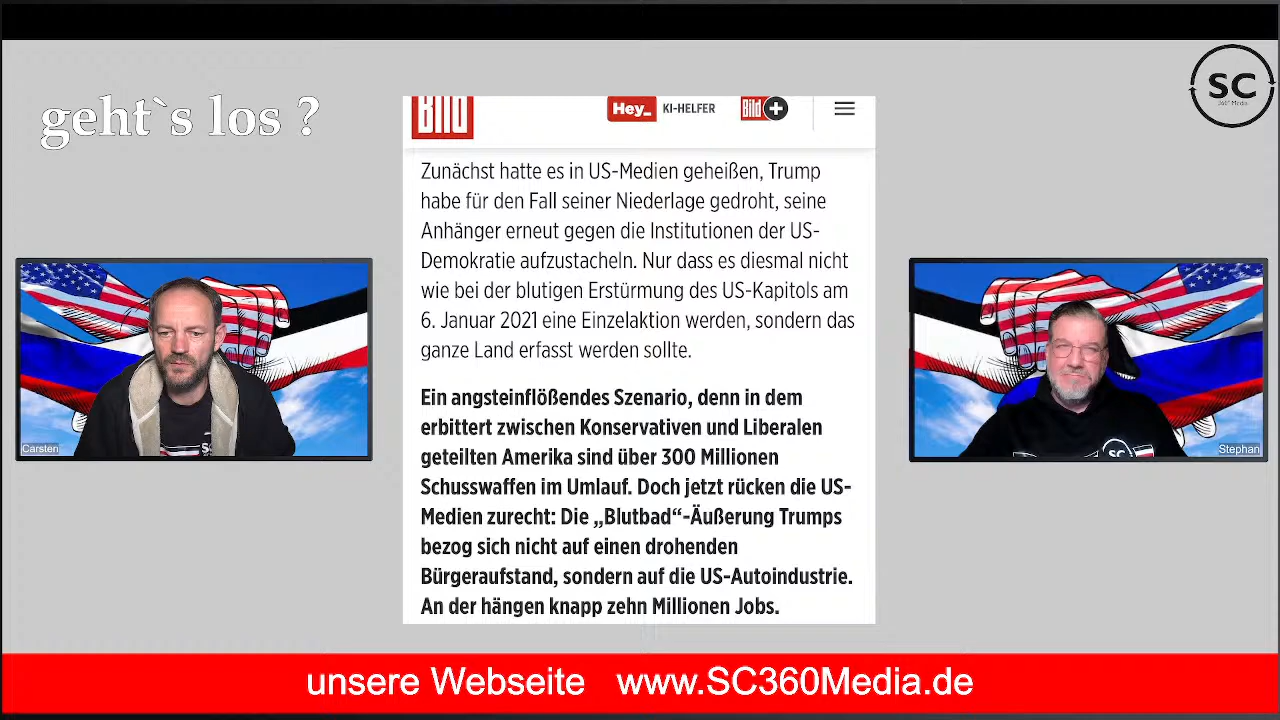 geht`s los ?
SC
BILD
Hey_
KI-HELFER
Bild +
Zunächst hatte es in US-Medien geheißen, Trump
habe für den Fall seiner Niederlage gedroht, seine
Anhänger erneut gegen die Institutionen der US-
Demokratie aufzustacheln. Nur dass es diesmal nicht
wie bei der blutigen Erstürmung des US-Kapitols am
6. Januar 2021 eine Einzelaktion werden, sondern das
ganze Land erfasst werden sollte.
Ein angsteinflößendes Szenario, denn in dem
erbittert zwischen Konservativen und Liberalen
geteilten Amerika sind über 300 Millionen
Schusswaffen im Umlauf. Doch jetzt rücken die US-
Medien zurecht: Die „Blutbad“-Äußerung Trumps
bezog sich nicht auf einen drohenden
Bürgeraufstand, sondern auf die US-Autoindustrie.
An der hängen knapp zehn Millionen Jobs.
Carsten
SC
Stephan
unsere Webseite www.SC360Media.de